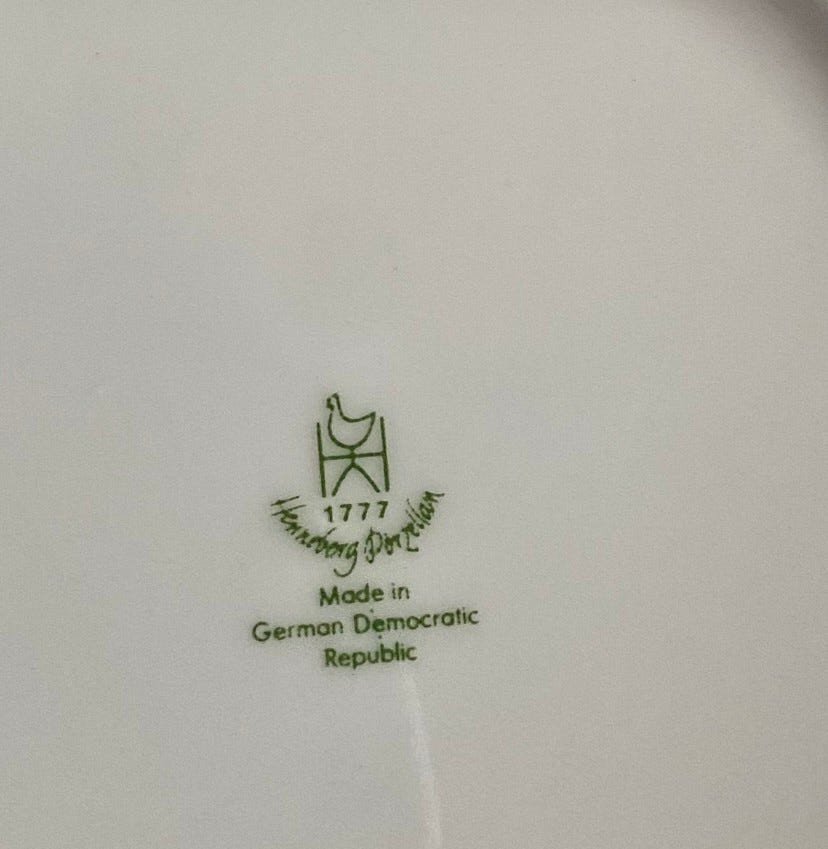 1777
Henneberg Porzellan
Made in
German Democratic
Republic